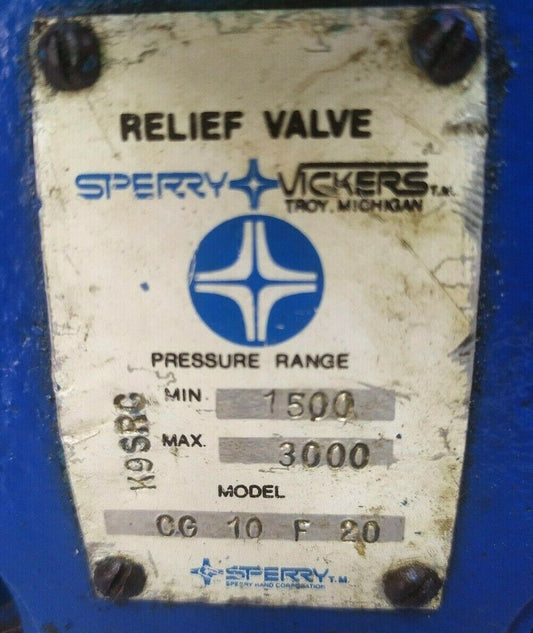 RELIEF VALVE
SPERRY VICKERS T.M.
TROY, MICHIGAN
PRESSURE RANGE
MIN 1500
MAX. 3000
K9SRC
MODEL
CG 10 F 20
SPERRY T.M.
SPERRY RAND CORPORATION